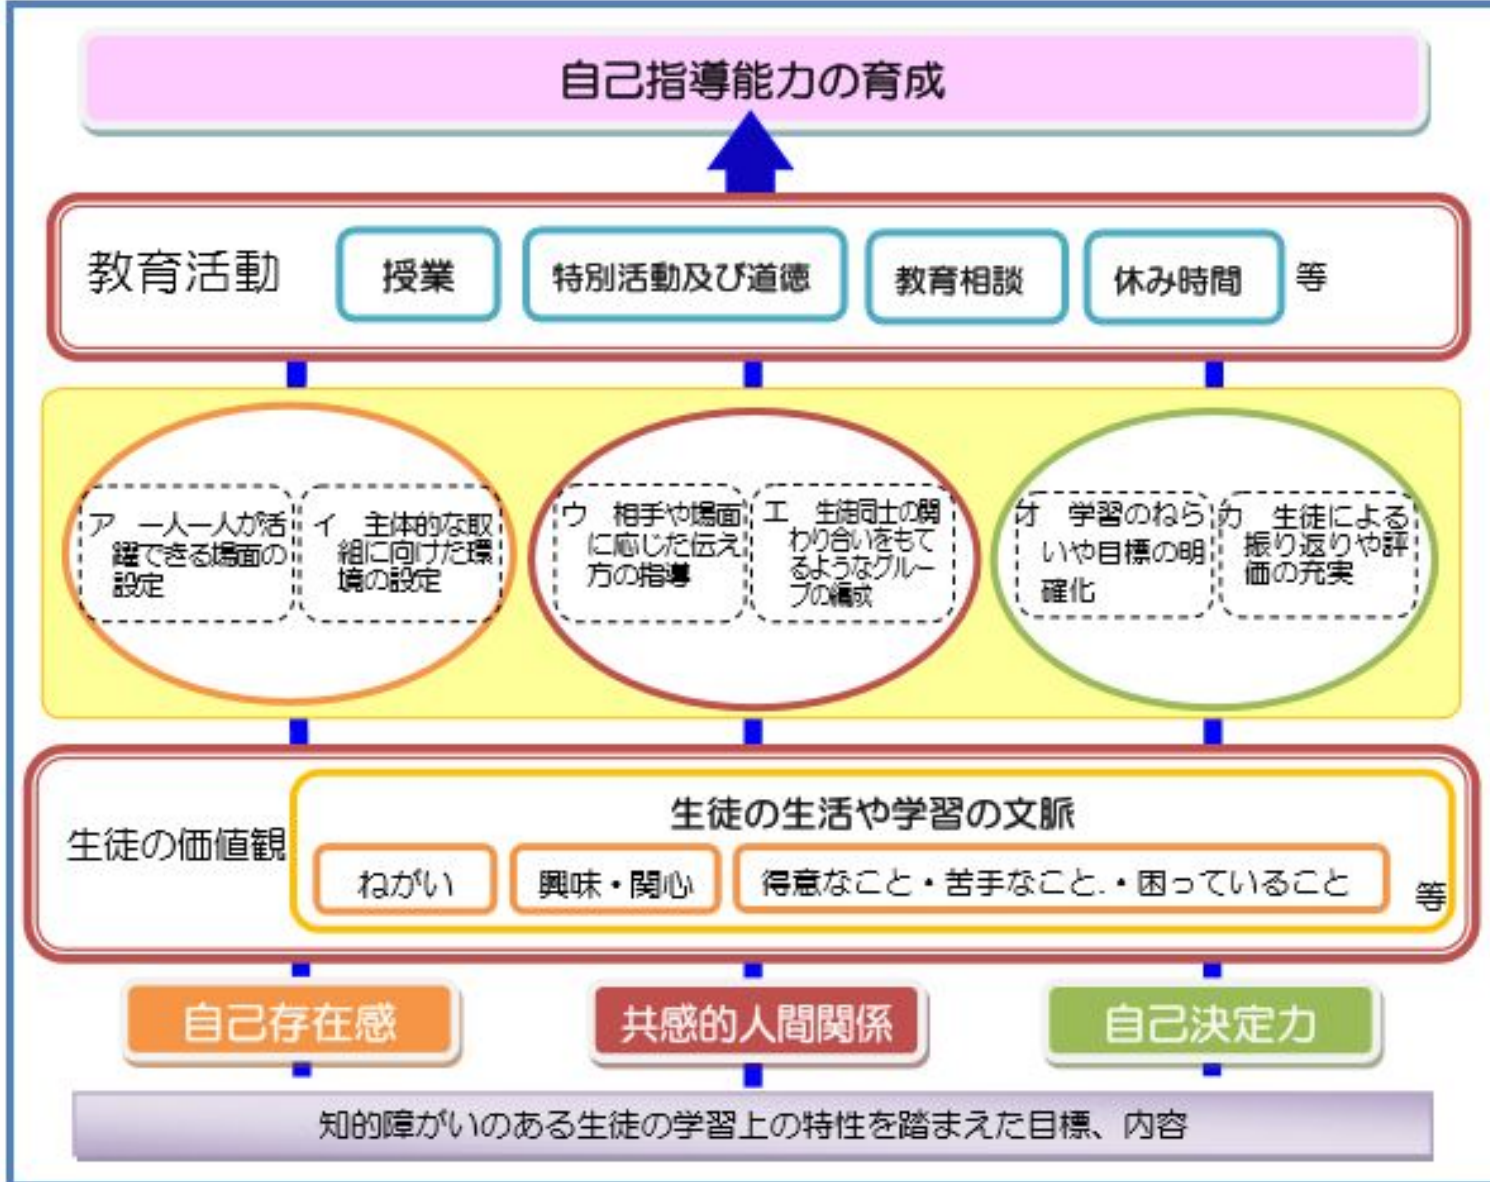 自己指導能力の育成
教育活動
授業
特別活動及び道徳
教育相談
休み時間
等
ア　一人一人が活
躍できる場面の
設定
イ　主体的な取
組に向けた環
境の設定
ウ　相手や場面
に応じた伝え
方の指導
エ　生徒同士の関
わり合いをもて
るようなグルー
プの編成
オ　学習のねら
いや目標の明
確化
カ　生徒による
振り返りや評
価の充実
生徒の価値観
生徒の生活や学習の文脈
ねがい
興味・関心
得意なこと・苦手なこと.・困っていること
等
自己存在感
共感的人間関係
自己決定力
知的障がいのある生徒の学習上の特性を踏まえた目標、内容